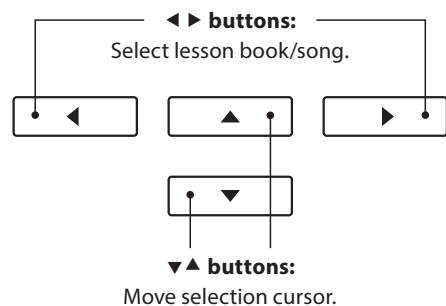 ◀ ▶ buttons:
Select lesson book/song.
◀ ▲ ▶
▼
▼▲ buttons:
Move selection cursor.